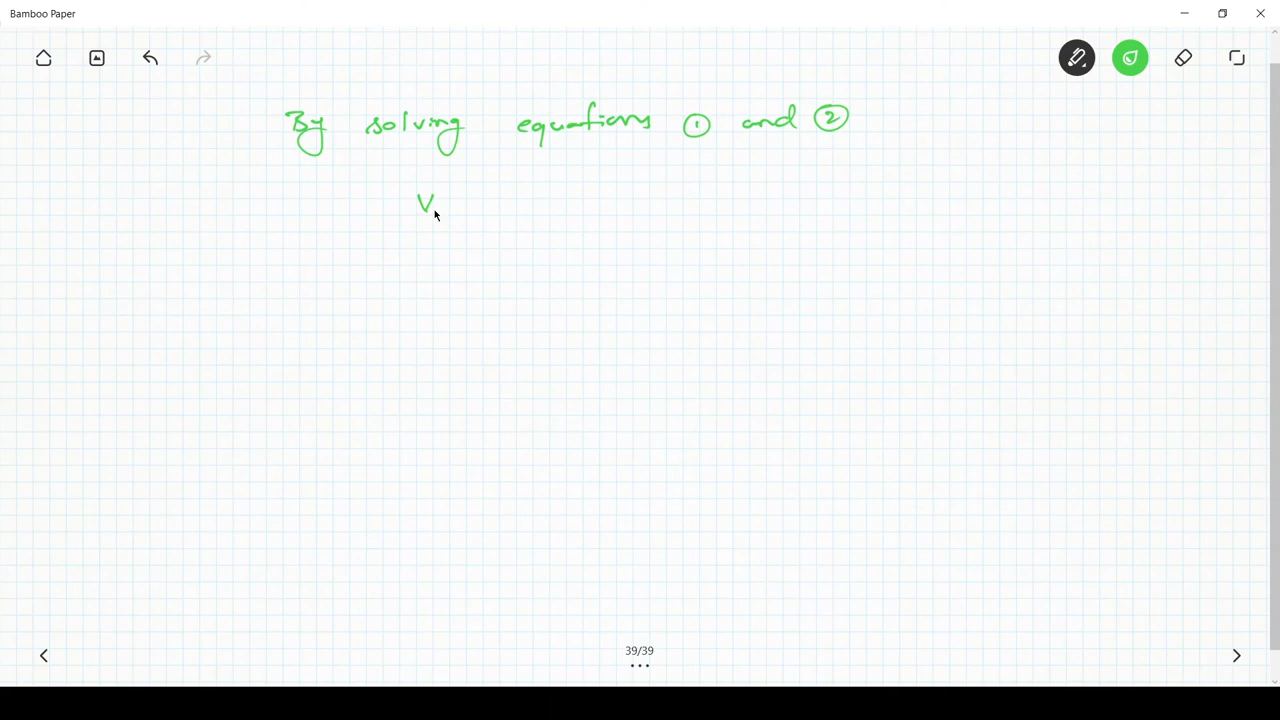 Bamboo Paper
By solving equations ① and ②
V
39/39